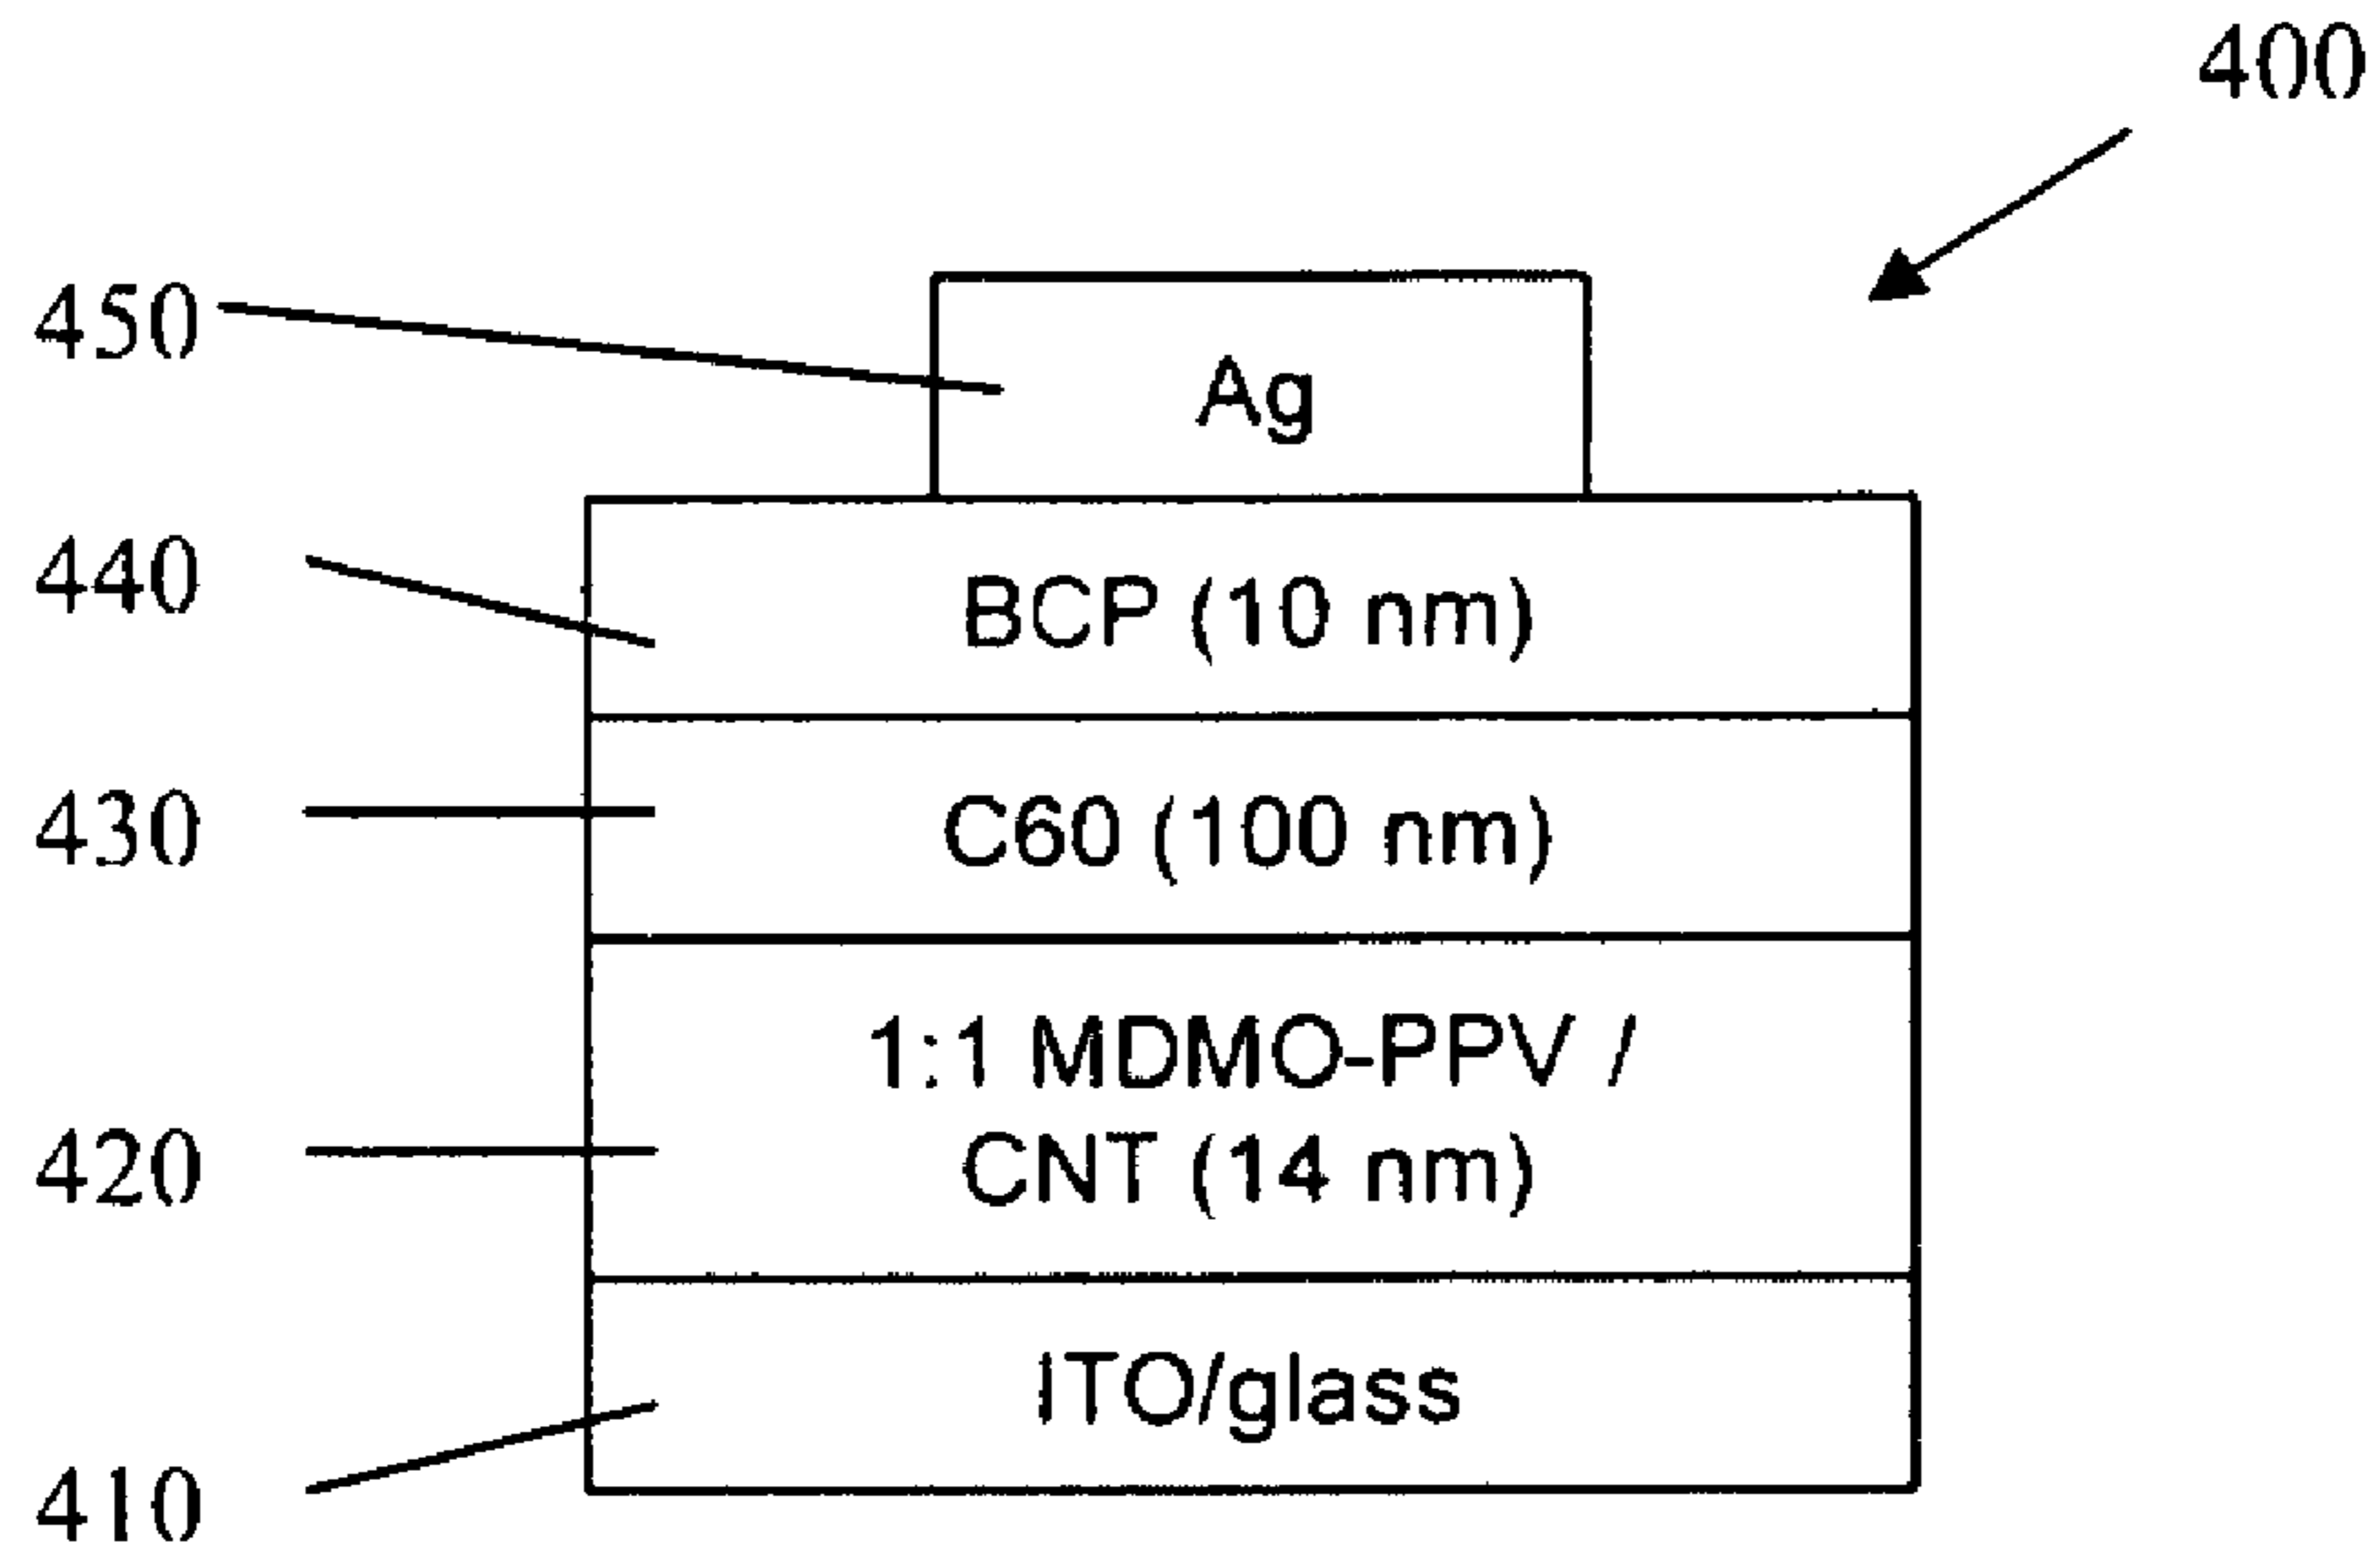 400
450
Ag
440
BCP (10 nm)
430
C60 (100 nm)
1:1 MDMO-PPV /
420
CNT (14 nm)
ITO/glass
410